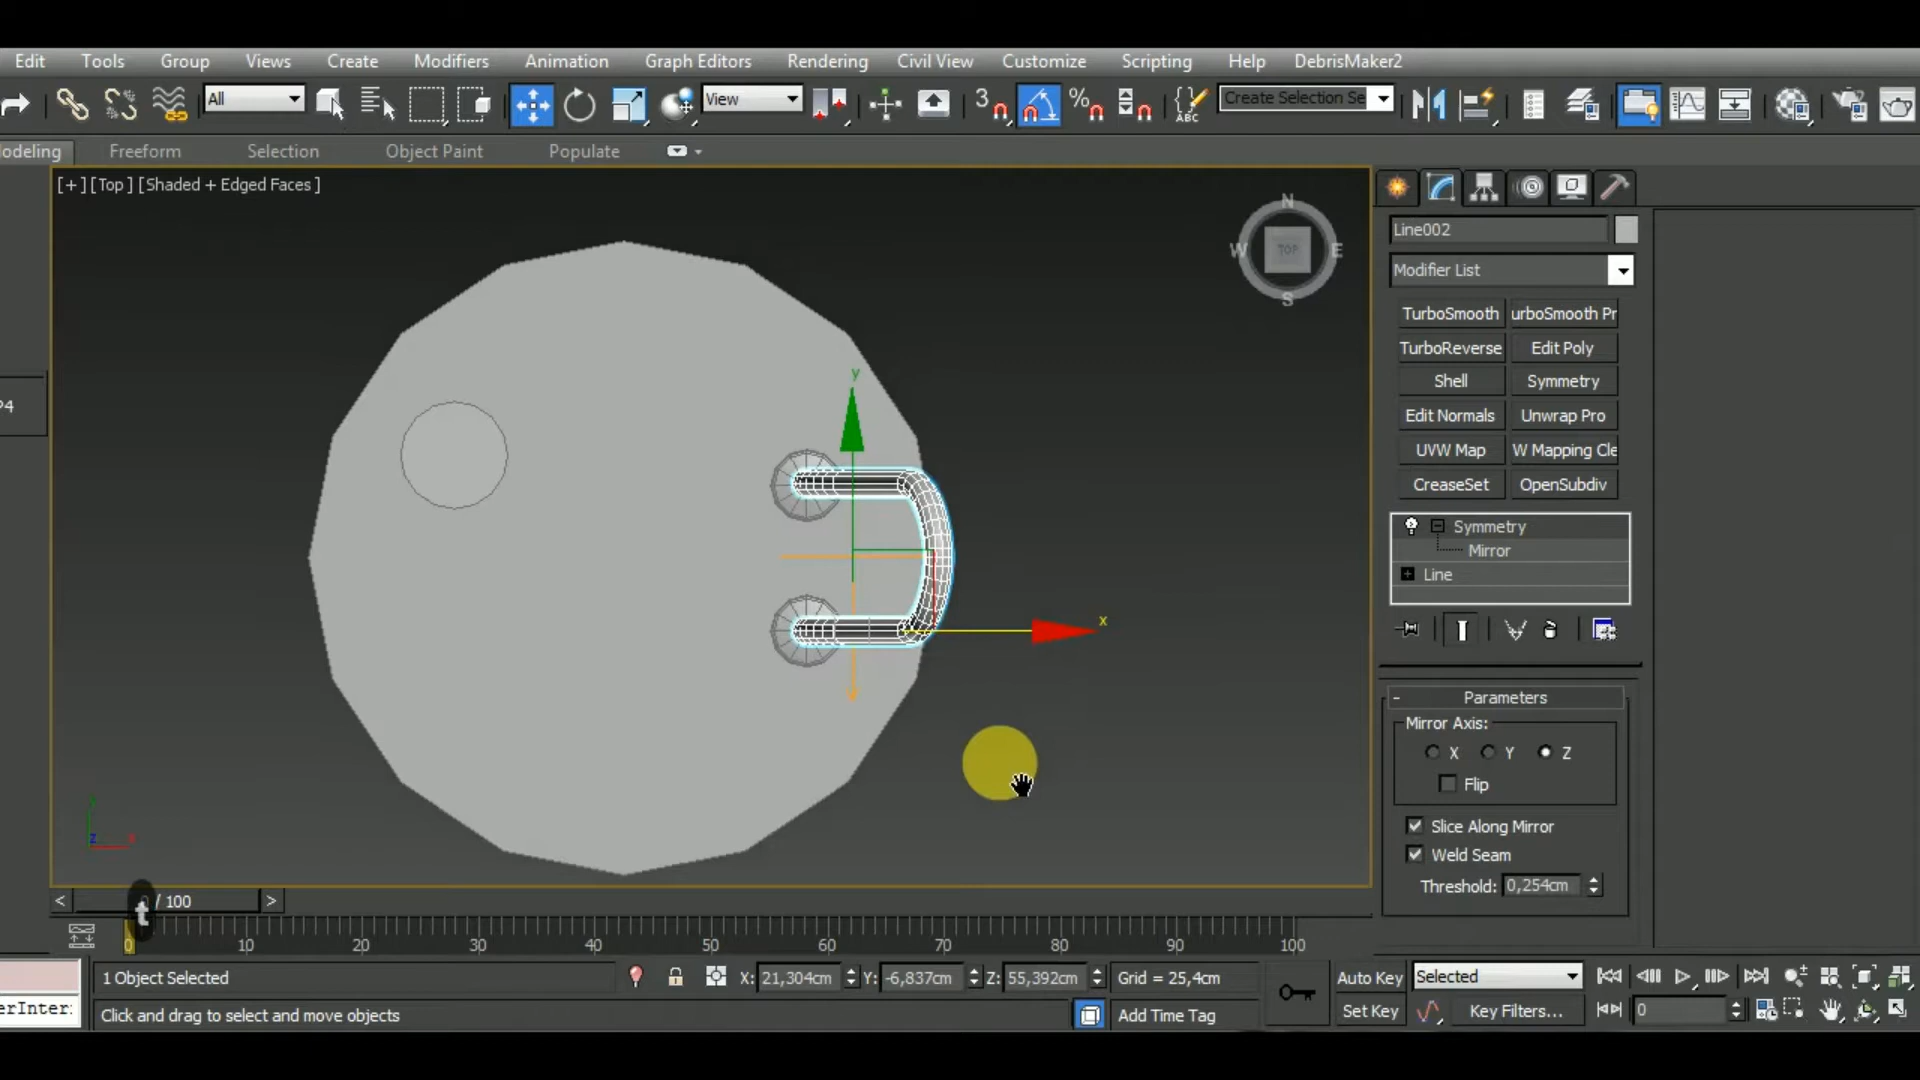 Edit Tools Group Views Create Modifiers Animation Graph Editors Rendering Civil View Customize Scripting Help DebrisMaker2
All View 3 % ABC Create Selection Se
odeling Freeform Selection Object Paint Populate
[+] [Top ] [Shaded + Edged Faces ]
N
W TOP E
S
y
x
Line002
Modifier List
TurboSmooth urboSmooth Pr
TurboReverse Edit Poly
Shell Symmetry
Edit Normals Unwrap Pro
UVW Map W Mapping Cle
CreaseSet OpenSubdiv
Symmetry
Mirror
Line
Parameters
Mirror Axis:
X Y Z
Flip
Slice Along Mirror
Weld Seam
Threshold: 0,254cm
P4
z x
< / 100 >
t
0 10 20 30 40 50 60 70 80 90 100
1 Object Selected X: 21,304cm Y: -6,837cm Z: 55,392cm Grid = 25,4cm Auto Key Selected
erInter: Click and drag to select and move objects Add Time Tag Set Key Key Filters... 0